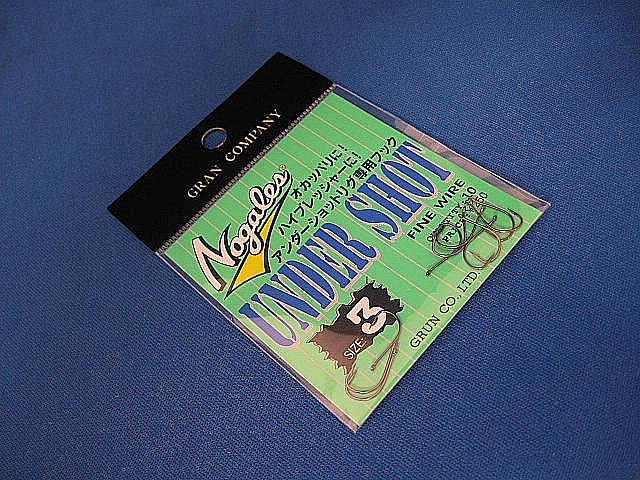 GRAN COMPANY
Nogales
オカッパリに!
ハイプレッシャーに!
アンダーショットリグ専用フック
UNDER SHOT
FINE WIRE
SIZE 3
GRUN CO., LTD.